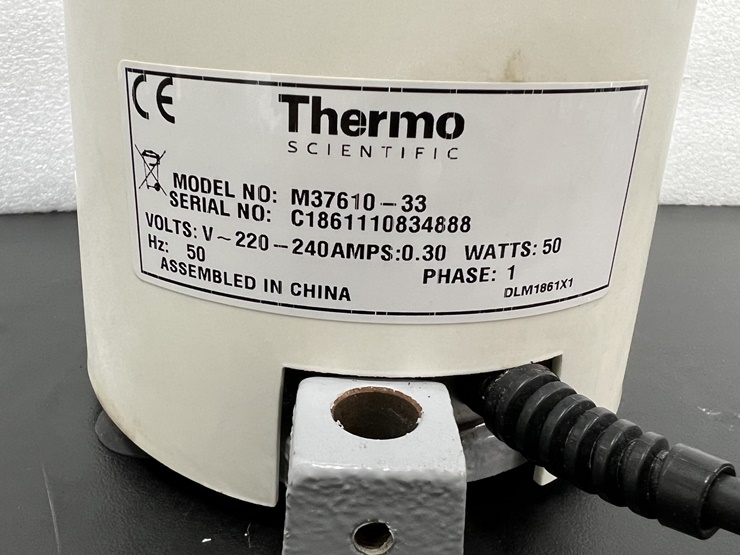 CE
Thermo
SCIENTIFIC
MODEL NO: M37610-33
SERIAL NO: C1861110834888
VOLTS: V~220-240 AMPS:0.30 WATTS: 50
Hz: 50 PHASE: 1
ASSEMBLED IN CHINA
DLM1861X1